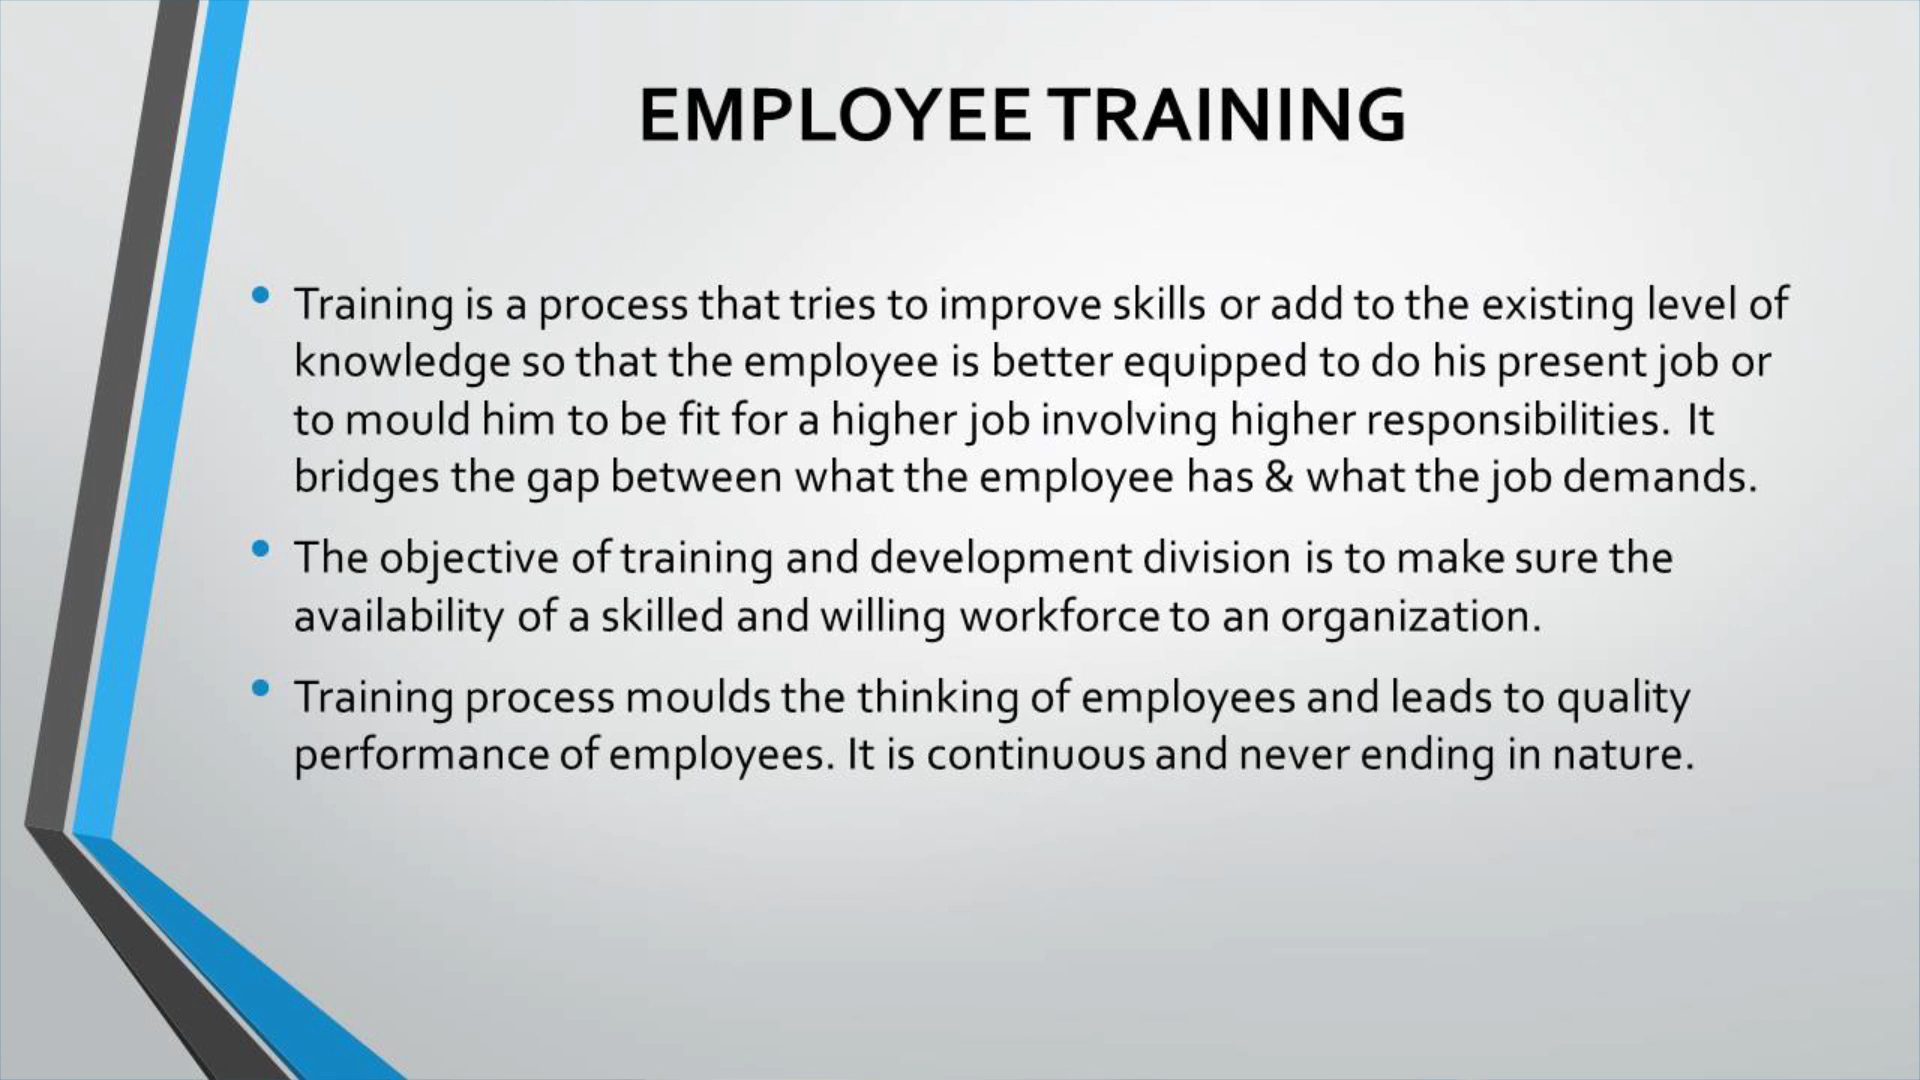 EMPLOYEE TRAINING
• Training is a process that tries to improve skills or add to the existing level of
knowledge so that the employee is better equipped to do his present job or
to mould him to be fit for a higher job involving higher responsibilities. It
bridges the gap between what the employee has & what the job demands.
• The objective of training and development division is to make sure the
availability of a skilled and willing workforce to an organization.
• Training process moulds the thinking of employees and leads to quality
performance of employees. It is continuous and never ending in nature.